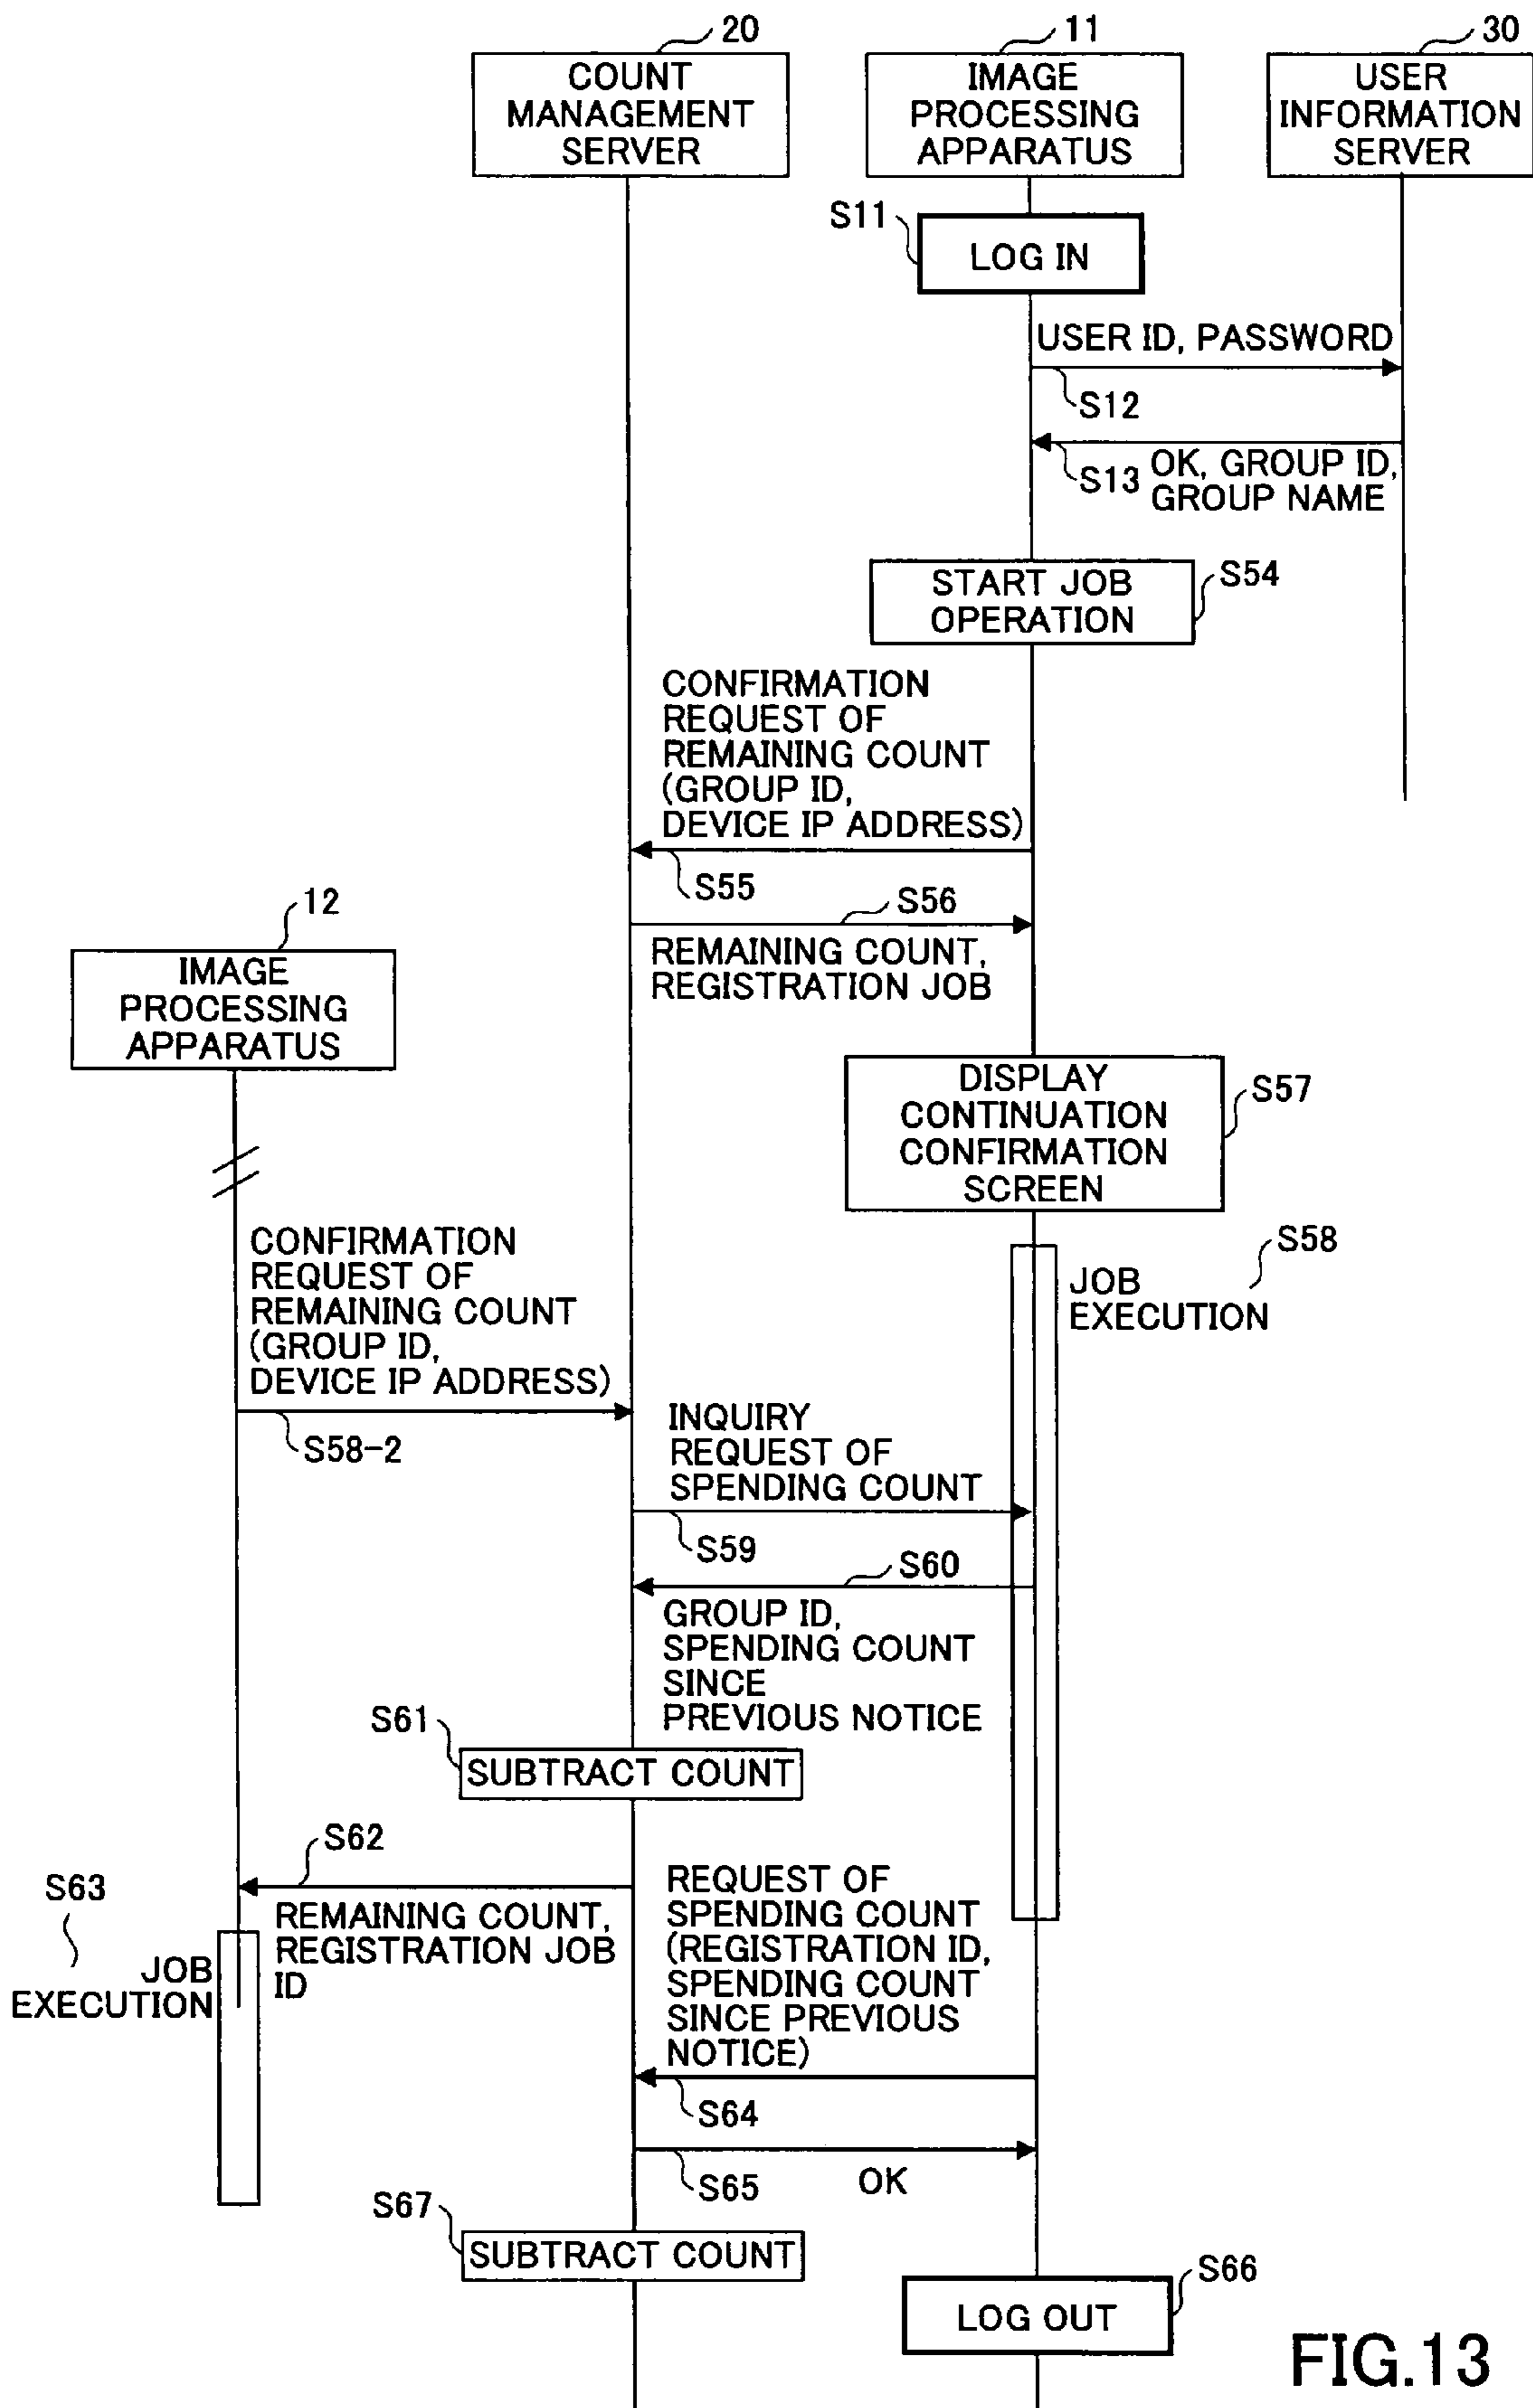 20
11
30
COUNT
MANAGEMENT
SERVER
IMAGE
PROCESSING
APPARATUS
USER
INFORMATION
SERVER
S11
LOG IN
USER ID, PASSWORD
S12
S13
OK, GROUP ID,
GROUP NAME
START JOB
OPERATION
S54
CONFIRMATION
REQUEST OF
REMAINING COUNT
(GROUP ID,
DEVICE IP ADDRESS)
S55
S56
REMAINING COUNT,
REGISTRATION JOB
12
IMAGE
PROCESSING
APPARATUS
DISPLAY
CONTINUATION
CONFIRMATION
SCREEN
S57
S58
JOB
EXECUTION
CONFIRMATION
REQUEST OF
REMAINING COUNT
(GROUP ID,
DEVICE IP ADDRESS)
S58-2
INQUIRY
REQUEST OF
SPENDING COUNT
S59
S60
GROUP ID,
SPENDING COUNT
SINCE
PREVIOUS NOTICE
S61
SUBTRACT COUNT
S62
REMAINING COUNT,
REGISTRATION JOB
ID
S63
JOB
EXECUTION
REQUEST OF
SPENDING COUNT
(REGISTRATION ID,
SPENDING COUNT
SINCE PREVIOUS
NOTICE)
S64
S65
OK
S67
SUBTRACT COUNT
S66
LOG OUT
FIG.13